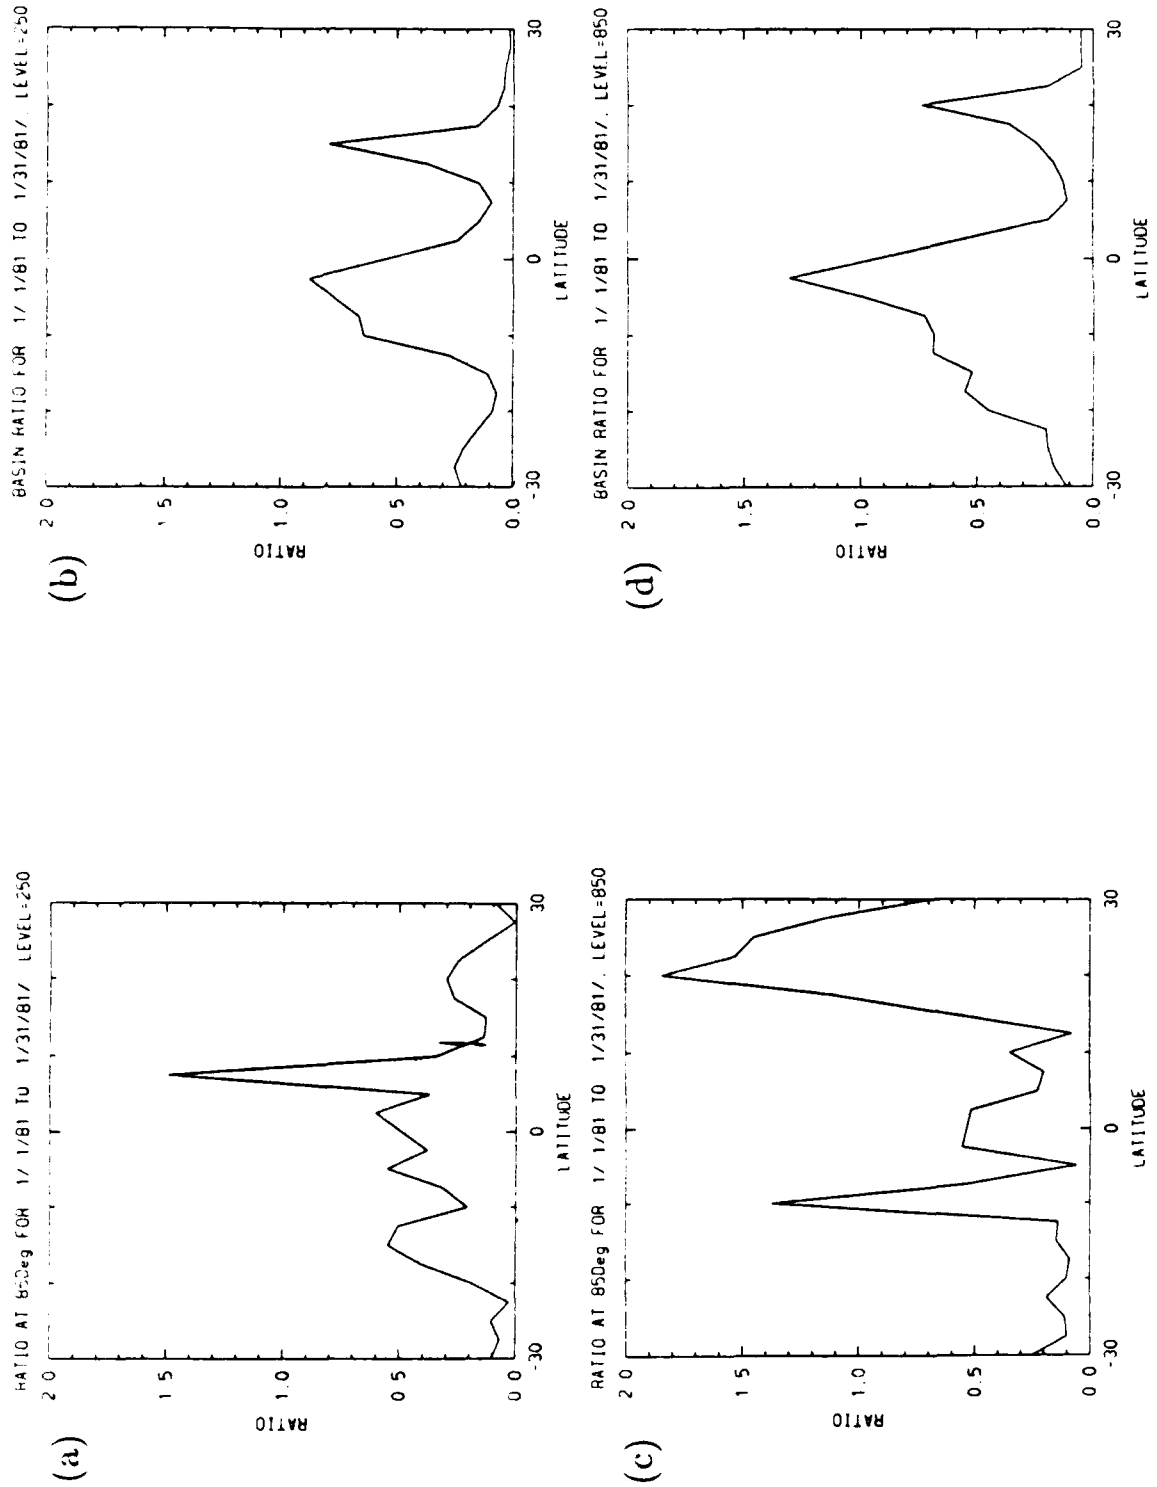 (a)
RATIO AT 85Deg FOR 1/ 1/81 TO 1/31/81/ LEVEL=250
RATIO
2 0
1 5
1.0
0 5
0 0
-30
0
30
LATITUDE
(b)
BASIN RATIO FOR 1/ 1/81 TO 1/31/81/. LEVEL=250
RATIO
2 0
1 5
1.0
0 5
0.0
-30
0
30
LATITUDE
(c)
RATIO AT 85Deg FOR 1/ 1/81 TO 1/31/81/. LEVEL=850
RATIO
2 0
1 5
1 0
0.5
0 0
-30
0
30
LATITUDE
(d)
BASIN RATIO FOR 1/ 1/81 TO 1/31/81/. LEVEL=850
RATIO
2 0
1.5
1.0
0 5
0.0
-30
0
30
LATITUDE